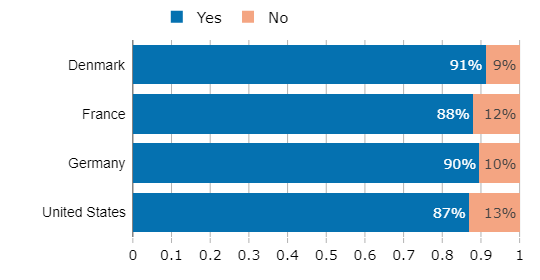 Yes No
Denmark 91% 9%
France 88% 12%
Germany 90% 10%
United States 87% 13%
0 0.1 0.2 0.3 0.4 0.5 0.6 0.7 0.8 0.9 1